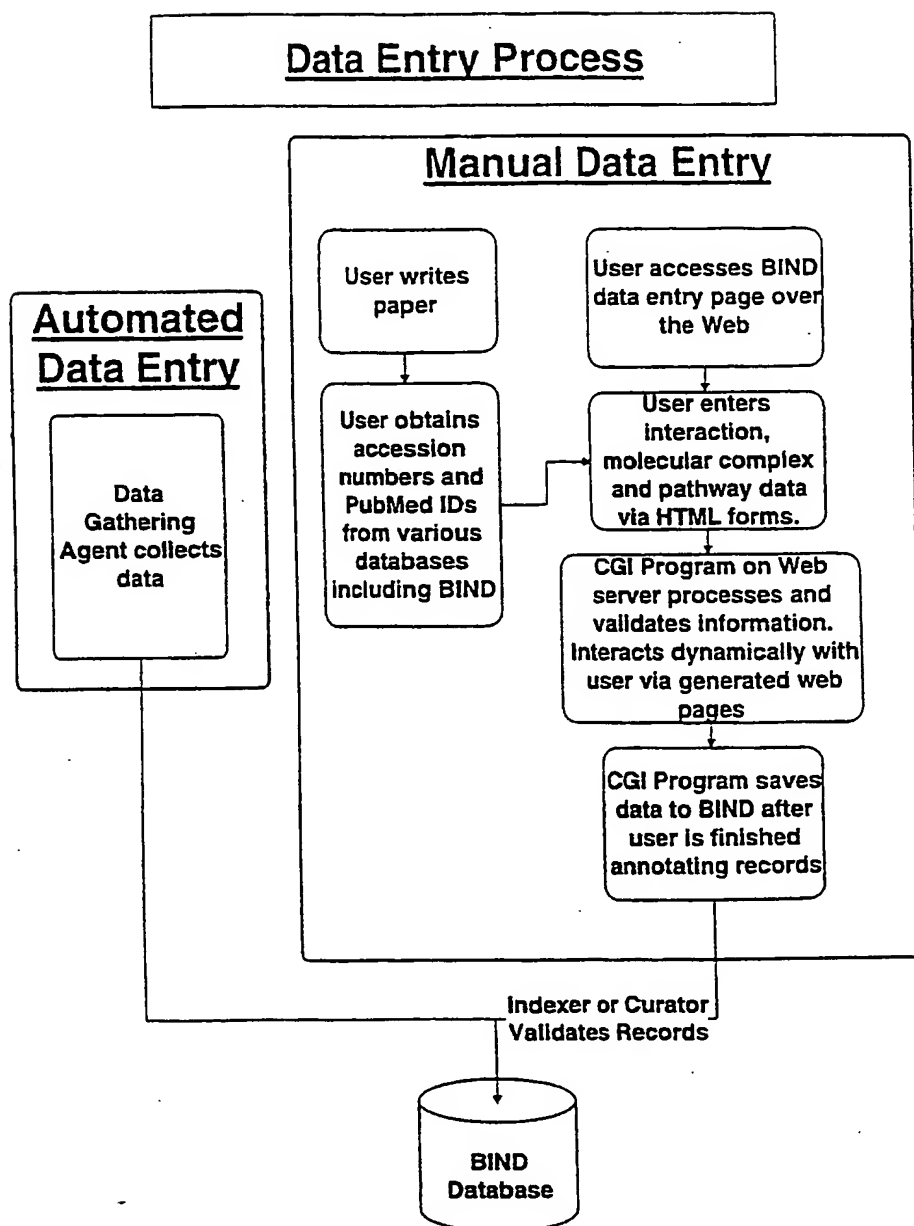 Data Entry Process
Manual Data Entry
User writes
paper
User accesses BIND
data entry page over
the Web
Automated
Data Entry
Data
Gathering
Agent collects
data
User obtains
accession
numbers and
PubMed IDs
from various
databases
including BIND
User enters
interaction,
molecular complex
and pathway data
via HTML forms.
CGI Program on Web
server processes and
validates information.
Interacts dynamically with
user via generated web
pages
CGI Program saves
data to BIND after
user is finished
annotating records
Indexer or Curator
Validates Records
BIND
Database